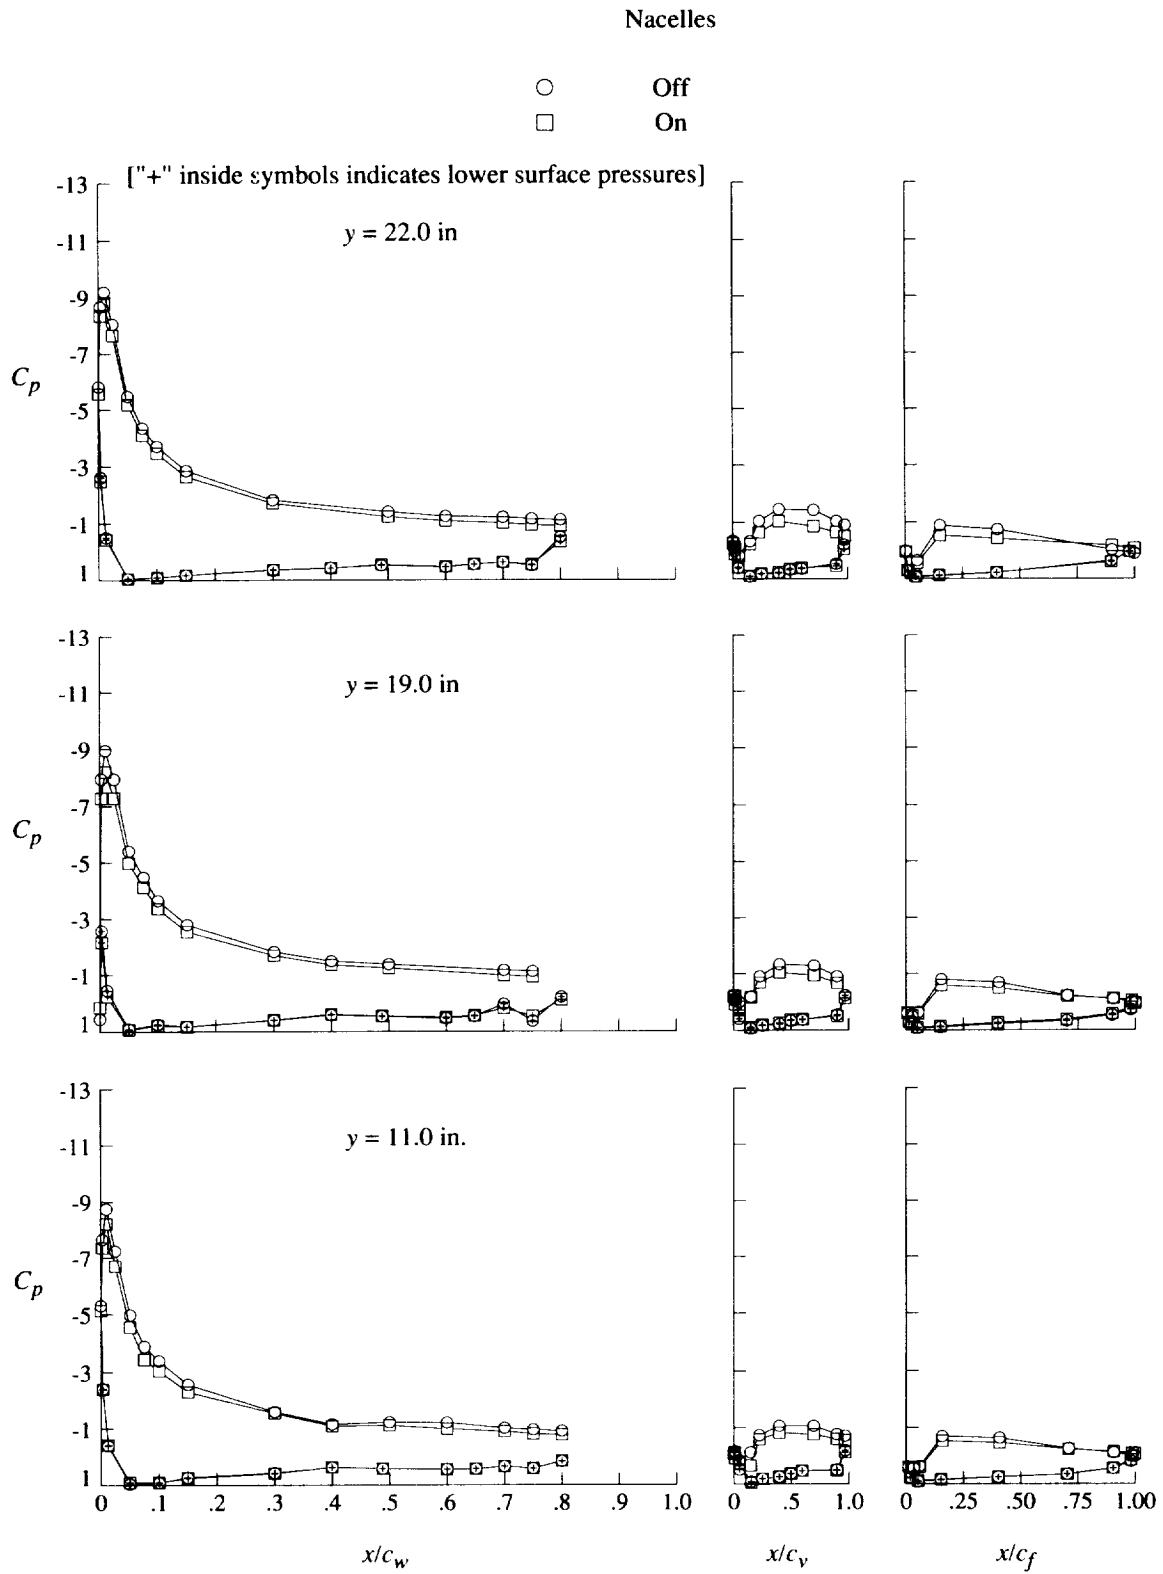 Nacelles
Off
On
["+" inside symbols indicates lower surface pressures]
-13
-11
-9
-7
-5
-3
-1
1
C_p
y = 22.0 in
-13
-11
-9
-7
-5
-3
-1
1
C_p
y = 19.0 in
-13
-11
-9
-7
-5
-3
-1
1
C_p
y = 11.0 in.
0 .1 .2 .3 .4 .5 .6 .7 .8 .9 1.0
0 .5 1.0
0 .25 .50 .75 1.00
x/c_w
x/c_v
x/c_f